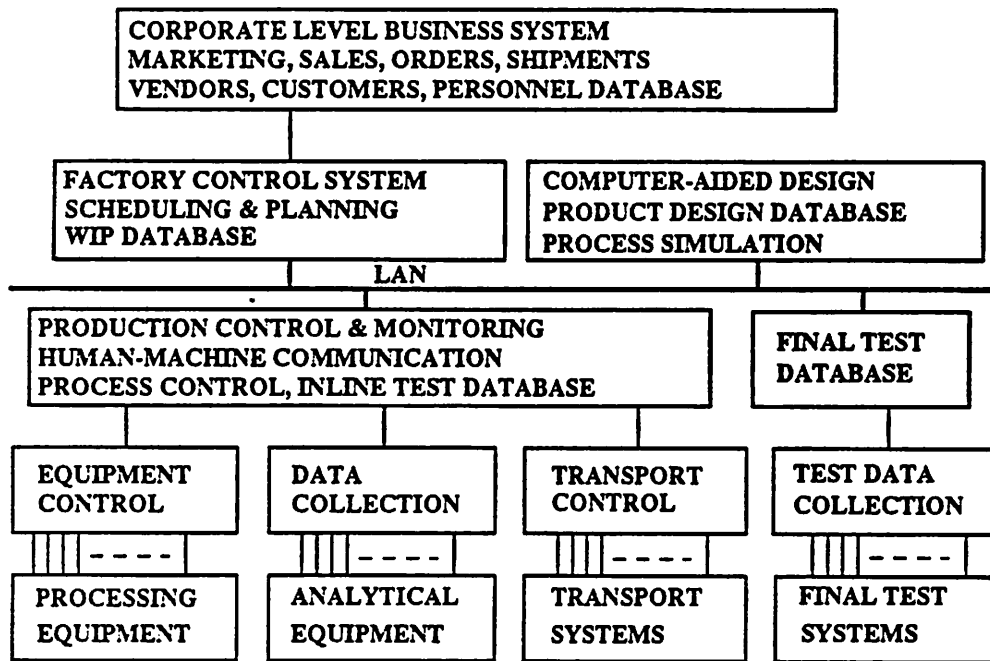 CORPORATE LEVEL BUSINESS SYSTEM
MARKETING, SALES, ORDERS, SHIPMENTS
VENDORS, CUSTOMERS, PERSONNEL DATABASE
FACTORY CONTROL SYSTEM
SCHEDULING & PLANNING
WIP DATABASE
COMPUTER-AIDED DESIGN
PRODUCT DESIGN DATABASE
PROCESS SIMULATION
LAN
PRODUCTION CONTROL & MONITORING
HUMAN-MACHINE COMMUNICATION
PROCESS CONTROL, INLINE TEST DATABASE
FINAL TEST
DATABASE
EQUIPMENT
CONTROL
DATA
COLLECTION
TRANSPORT
CONTROL
TEST DATA
COLLECTION
PROCESSING
EQUIPMENT
ANALYTICAL
EQUIPMENT
TRANSPORT
SYSTEMS
FINAL TEST
SYSTEMS